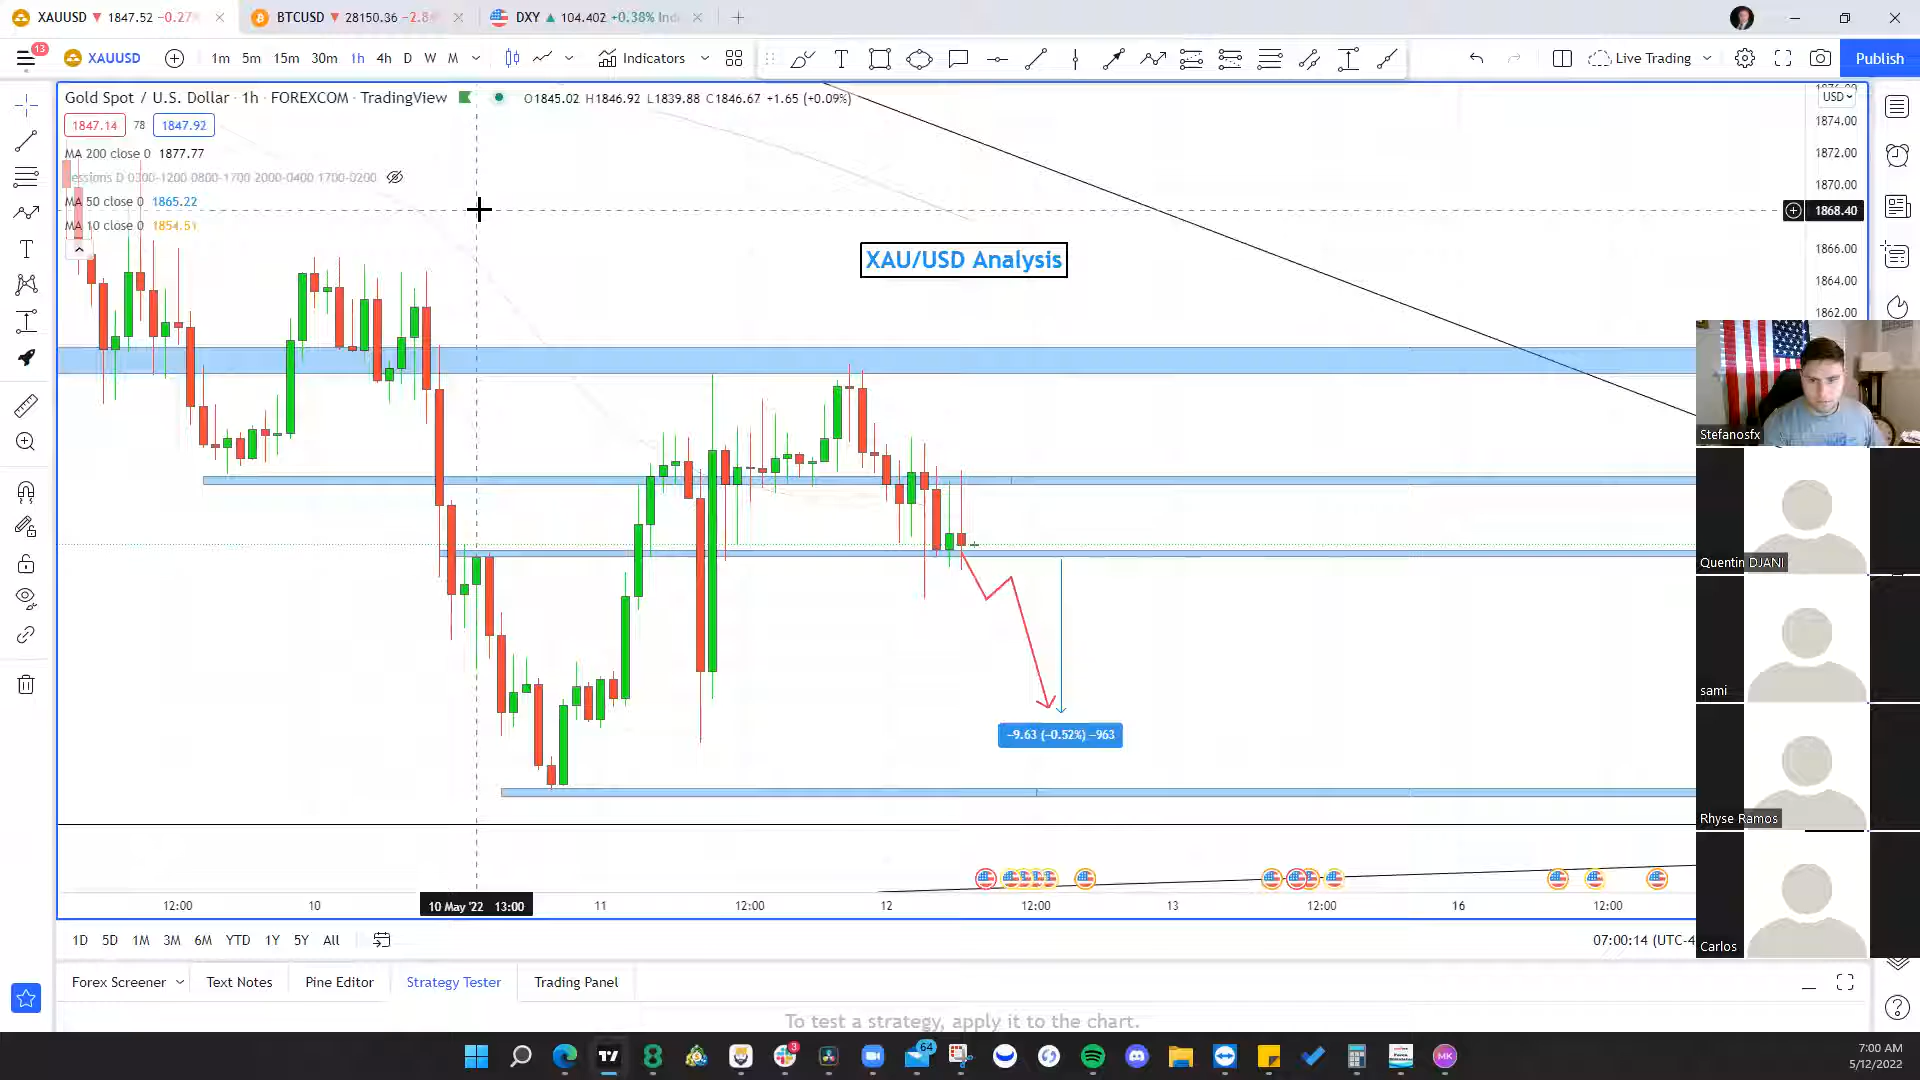 XAUUSD 1847.52 −0.27%
BTCUSD 28150.36 −2.8
DXY 104.402 +0.38% Ind
13
XAUUSD
1m 5m 15m 30m 1h 4h D W M
Indicators
Live Trading
Publish
Gold Spot / U.S. Dollar · 1h · FOREXCOM · TradingView
O1845.02 H1846.92 L1839.88 C1846.67 +1.65 (+0.09%)
USD
1847.14 78 1847.92
MA 200 close 0 1877.77
MA 50 close 0 1865.22
MA 10 close 0 1854.51
XAU/USD Analysis
1874.00
1872.00
1870.00
1868.40
1866.00
1864.00
1862.00
Stefanosfx
Quentin DJANI
sami
Rhyse Ramos
Carlos
−9.63 (−0.52%) −963
12:00 10 10 May '22 13:00 11 12:00 12 12:00 13 12:00 16 12:00
1D 5D 1M 3M 6M YTD 1Y 5Y All
07:00:14 (UTC-4
Forex Screener Text Notes Pine Editor Strategy Tester Trading Panel
To test a strategy, apply it to the chart.
3
64
MK
7:00 AM
5/12/2022